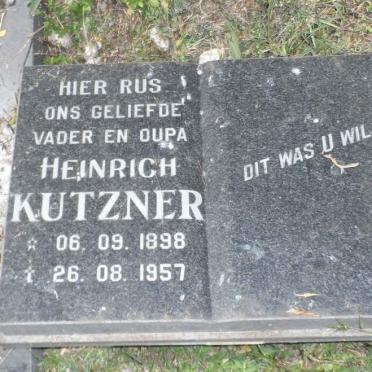 HIER RUS
ONS GELIEFDE
VADER EN OUPA
HEINRICH
KUTZNER
☆ 06. 09. 1898
✝ 26. 08. 1957
DIT WAS U WIL